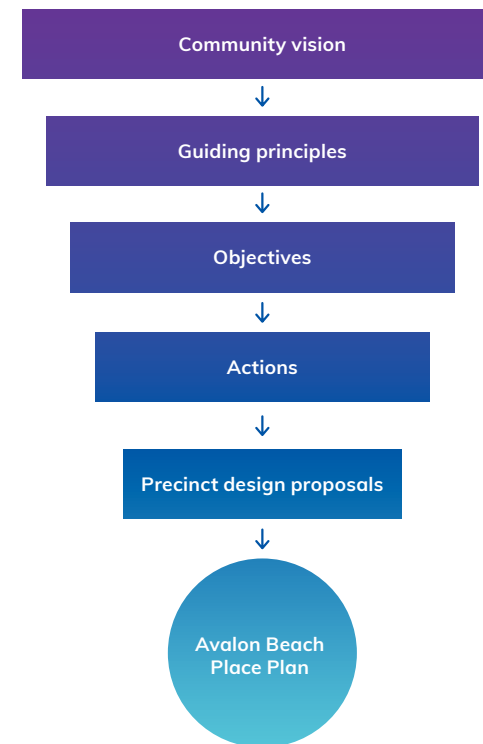 Community vision
Guiding principles
Objectives
Actions
Precinct design proposals
Avalon Beach
Place Plan